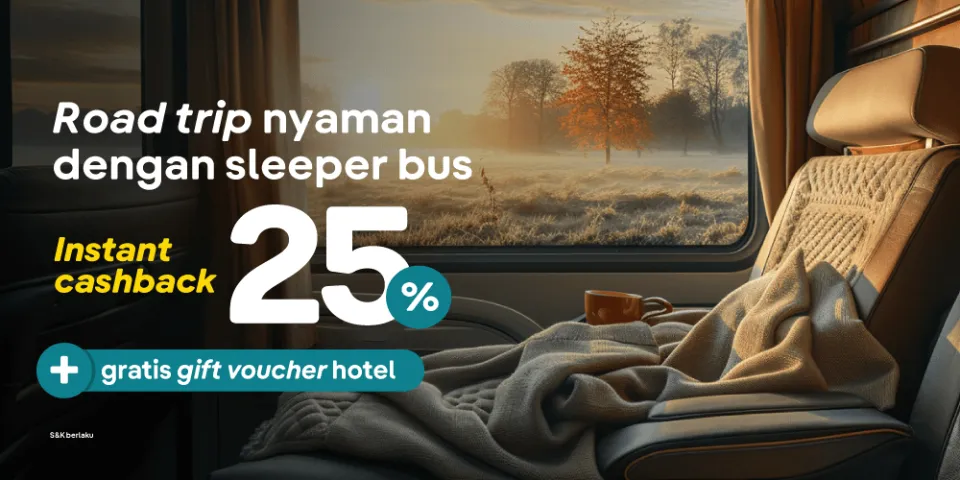 Road trip nyaman
dengan sleeper bus
Instant
cashback
25%
+ gratis gift voucher hotel
S&K berlaku